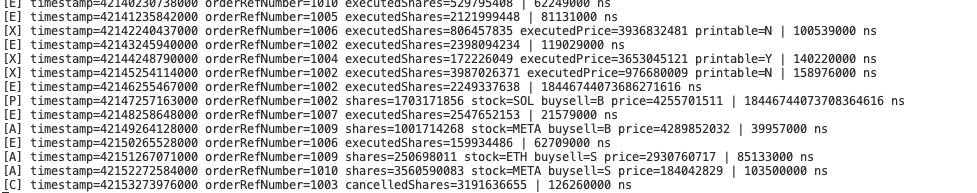 [E] timestamp=42140230738000 orderRefNumber=1010 executedShares=529795408 | 62249000 ns
[E] timestamp=42141235842000 orderRefNumber=1005 executedShares=2121999448 | 81131000 ns
[X] timestamp=42142240437000 orderRefNumber=1006 executedShares=806457835 executedPrice=3936832481 printable=N | 100539000 ns
[E] timestamp=42143245940000 orderRefNumber=1002 executedShares=2398094234 | 119029000 ns
[X] timestamp=42144248790000 orderRefNumber=1004 executedShares=172226049 executedPrice=3653045121 printable=Y | 140220000 ns
[X] timestamp=42145254114000 orderRefNumber=1002 executedShares=3987026371 executedPrice=976680009 printable=N | 158976000 ns
[E] timestamp=42146255467000 orderRefNumber=1002 executedShares=2249337638 | 18446744073686271616 ns
[P] timestamp=42147257163000 orderRefNumber=1002 shares=1703171856 stock=SOL buysell=B price=4255701511 | 18446744073708364616 ns
[E] timestamp=42148258648000 orderRefNumber=1007 executedShares=2547652153 | 21579000 ns
[A] timestamp=42149264128000 orderRefNumber=1009 shares=1001714268 stock=META buysell=B price=4289852032 | 39957000 ns
[E] timestamp=42150265528000 orderRefNumber=1006 executedShares=159934486 | 62709000 ns
[A] timestamp=42151267071000 orderRefNumber=1009 shares=250698011 stock=ETH buysell=S price=2930760717 | 85133000 ns
[A] timestamp=42152272584000 orderRefNumber=1010 shares=3560590083 stock=META buysell=S price=184042829 | 103500000 ns
[C] timestamp=42153273976000 orderRefNumber=1003 cancelledShares=3191636655 | 126260000 ns